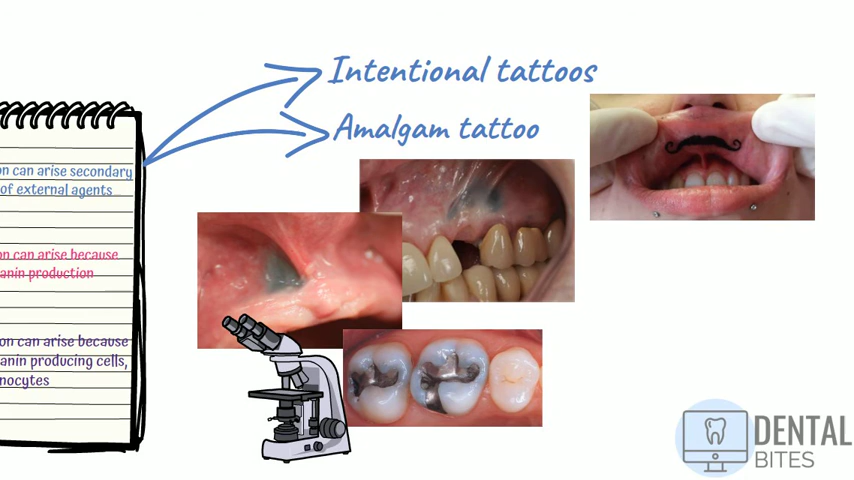 Intentional tattoos
Amalgam tattoo
on can arise secondary
of external agents
on can arise because
anin production
on can arise because
anin producing cells,
nocytes
DENTAL
BITES